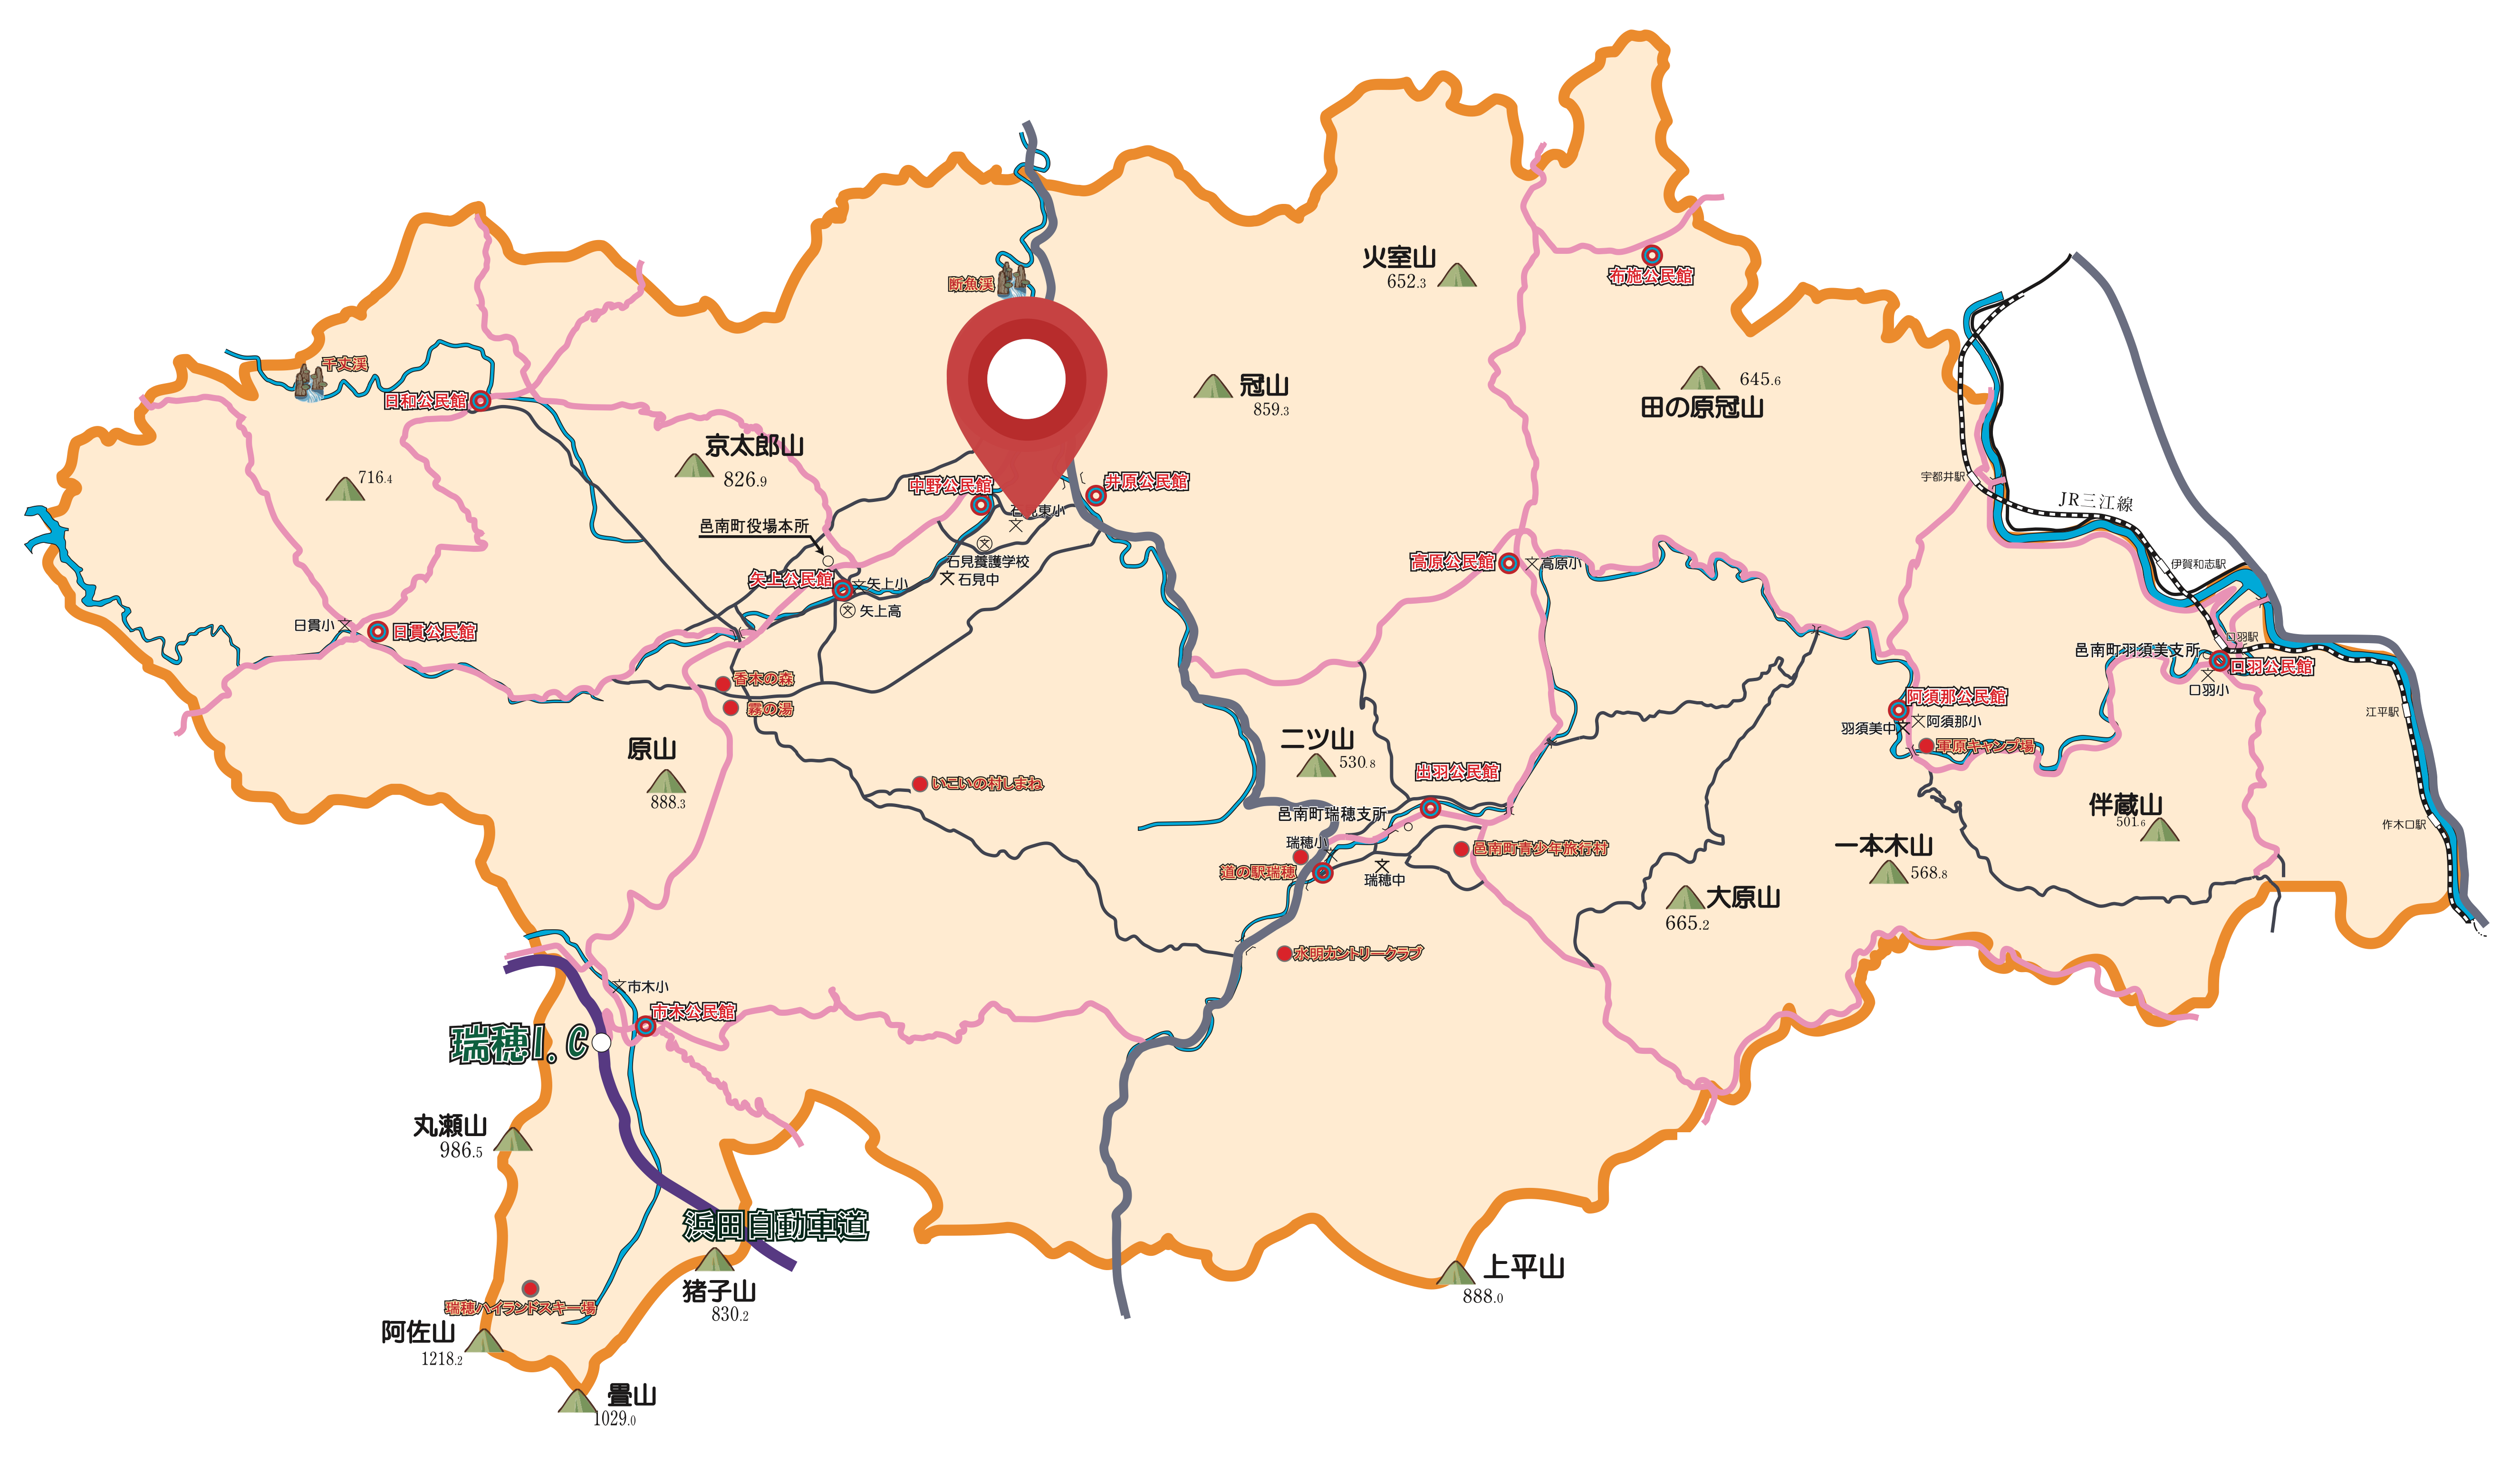 火室山
652.3
布施公民館
断魚渓
千丈渓
日和公民館
冠山
859.3
645.6
田の原冠山
京太郎山
826.9
716.4
中野公民館
井原公民館
宇都井駅
JR三江線
邑南町役場本所
石見養護学校
石見中
矢上公民館
矢上小
矢上高
高原公民館
高原小
伊賀和志駅
日貫小
日貫公民館
口羽駅
邑南町羽須美支所
口羽公民館
口羽小
香木の森
霧の湯
阿須那公民館
阿須那小
羽須美中
江平駅
原山
888.3
二ツ山
530.8
軍原キャンプ場
いこいの村しまね
出羽公民館
邑南町瑞穂支所
伴蔵山
501.6
作木口駅
瑞穂小
道の駅瑞穂
瑞穂中
邑南町青少年旅行村
一本木山
568.8
大原山
665.2
水明カントリークラブ
市木小
市木公民館
瑞穂I.C
丸瀬山
986.5
浜田自動車道
猪子山
830.2
上平山
888.0
瑞穂ハイランドスキー場
阿佐山
1218.2
畳山
1029.0